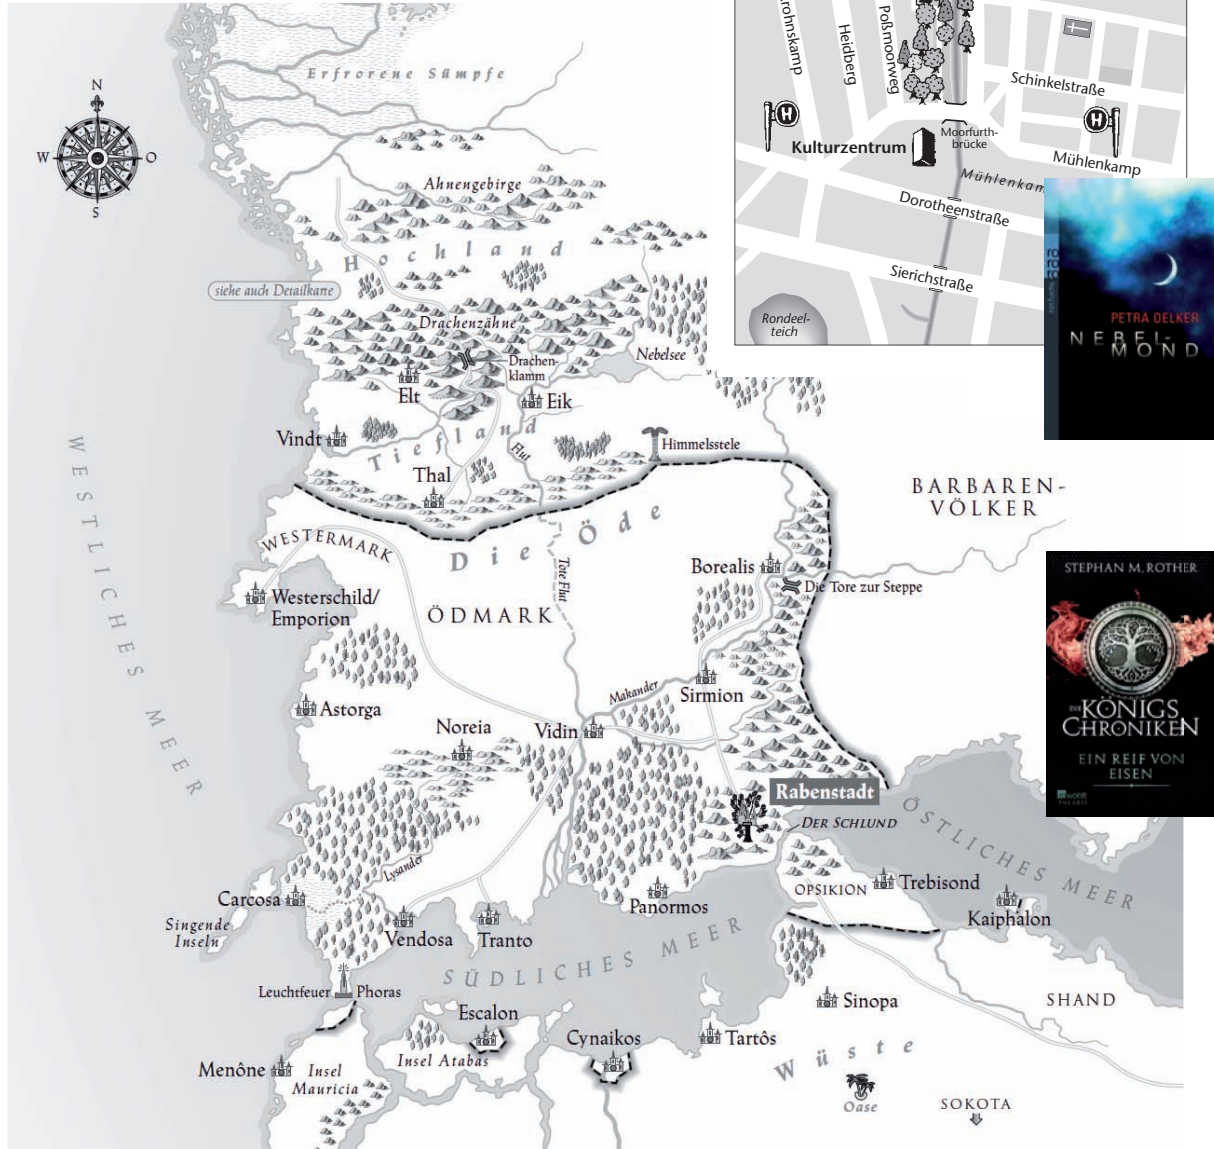 Erfrorene Sümpfe
N
W
O
S
Ahnengebirge
Hochland
siehe auch Detailkarte
Drachenzähne
Drachen-
klamm
Nebelsee
Elt
Eik
Vindt
Tiefland
Flut
Himmelsstele
Thal
BARBAREN-
VÖLKER
WESTLICHES MEER
WESTERMARK
Die Öde
Borealis
Tote Flut
Die Tore zur Steppe
Westerschild/
Emporion
ÖDMARK
Makander
Sirmion
Astorga
Noreia
Vidin
Rabenstadt
DER SCHLUND
ÖSTLICHES MEER
Lysander
Carcosa
OPSIKION
Trebisond
Singende
Inseln
Vendosa
Tranto
Panormos
Kaiphalon
SÜDLICHES MEER
Leuchtfeuer
Phoras
Escalon
Sinopa
SHAND
Cynaikos
Tartôs
Insel Atabas
Wüste
Menône
Insel
Mauricia
Oase
SOKOTA
Heidberg
Poßmoorweg
Schinkelstraße
H
H
Kulturzentrum
Moorfurth-
brücke
Mühlenkamp
Dorotheenstraße
Sierichstraße
Rondeel-
teich
PETRA OELKER
NEBEL-
MOND
STEPHAN M. ROTHER
DIE
KÖNIGS
CHRONIKEN
EIN REIF VON
EISEN